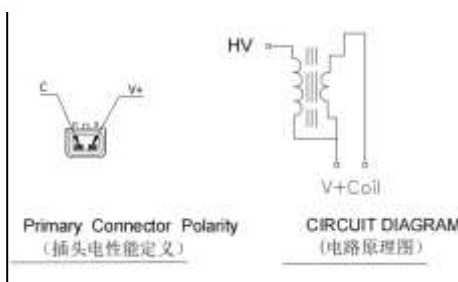 HV
C
V+
V+Coil
Primary Connector Polarity
（插头电性能定义）
CIRCUIT DIAGRAM
(电路原理图)